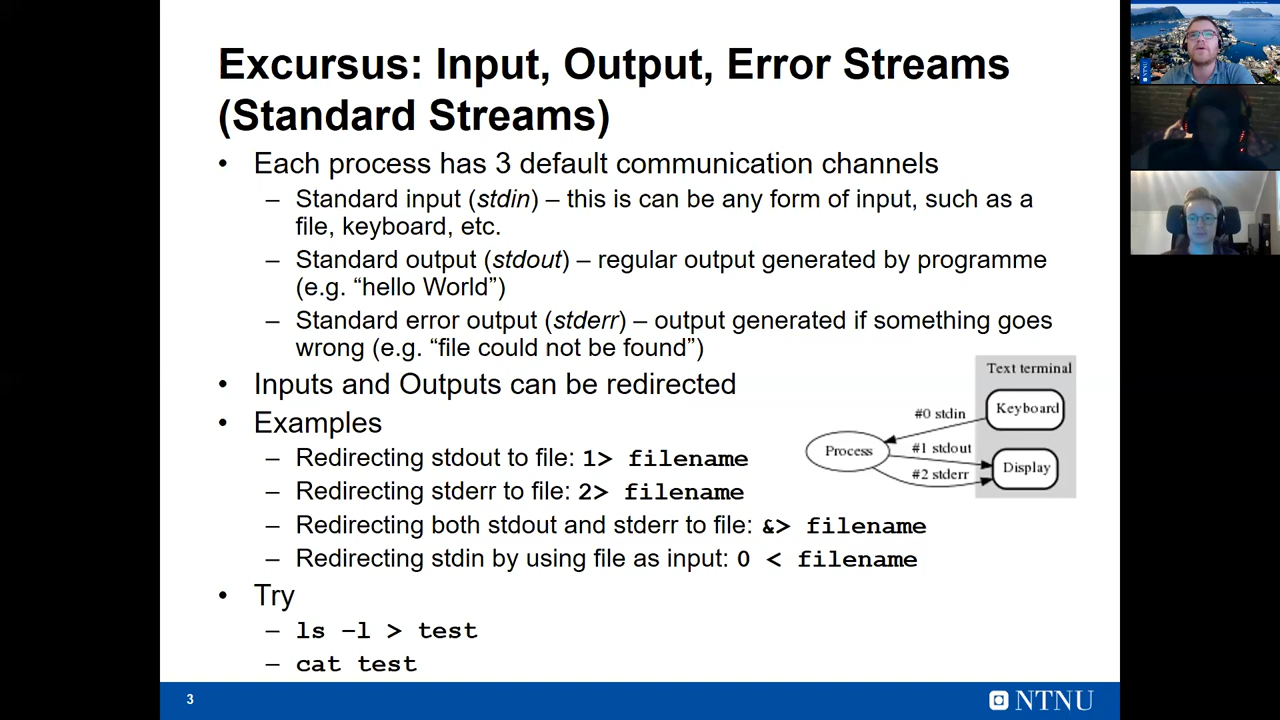 Excursus: Input, Output, Error Streams
(Standard Streams)
• Each process has 3 default communication channels
– Standard input (stdin) – this is can be any form of input, such as a
file, keyboard, etc.
– Standard output (stdout) – regular output generated by programme
(e.g. “hello World”)
– Standard error output (stderr) – output generated if something goes
wrong (e.g. “file could not be found”)
• Inputs and Outputs can be redirected
• Examples
– Redirecting stdout to file: 1> filename
– Redirecting stderr to file: 2> filename
– Redirecting both stdout and stderr to file: &> filename
– Redirecting stdin by using file as input: 0 < filename
• Try
– ls –l > test
– cat test
Text terminal
Keyboard
#0 stdin
Process
#1 stdout
Display
#2 stderr
3
NTNU
NTNU